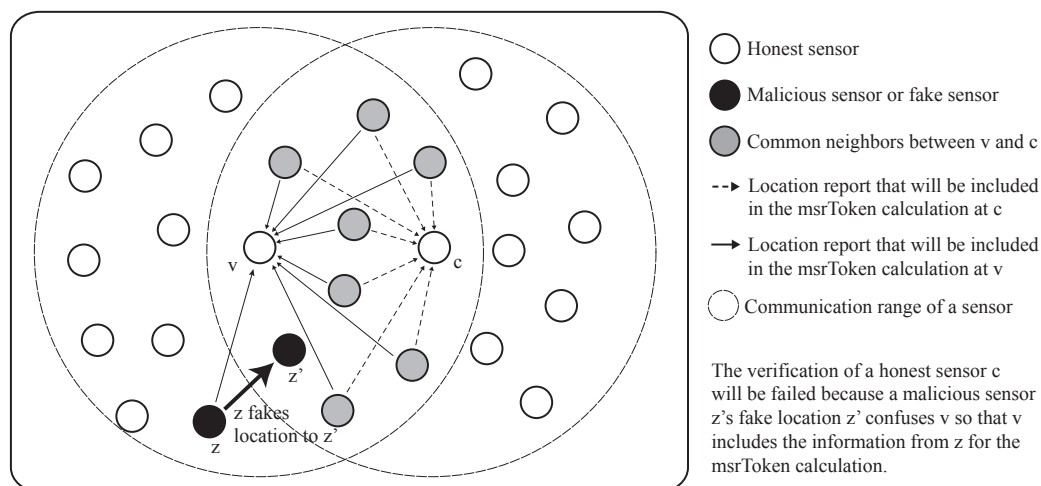 v
c
z'
z fakes
location to z'
z
Honest sensor
Malicious sensor or fake sensor
Common neighbors between v and c
Location report that will be included
in the msrToken calculation at c
Location report that will be included
in the msrToken calculation at v
Communication range of a sensor
The verification of a honest sensor c
will be failed because a malicious sensor
z's fake location z' confuses v so that v
includes the information from z for the
msrToken calculation.